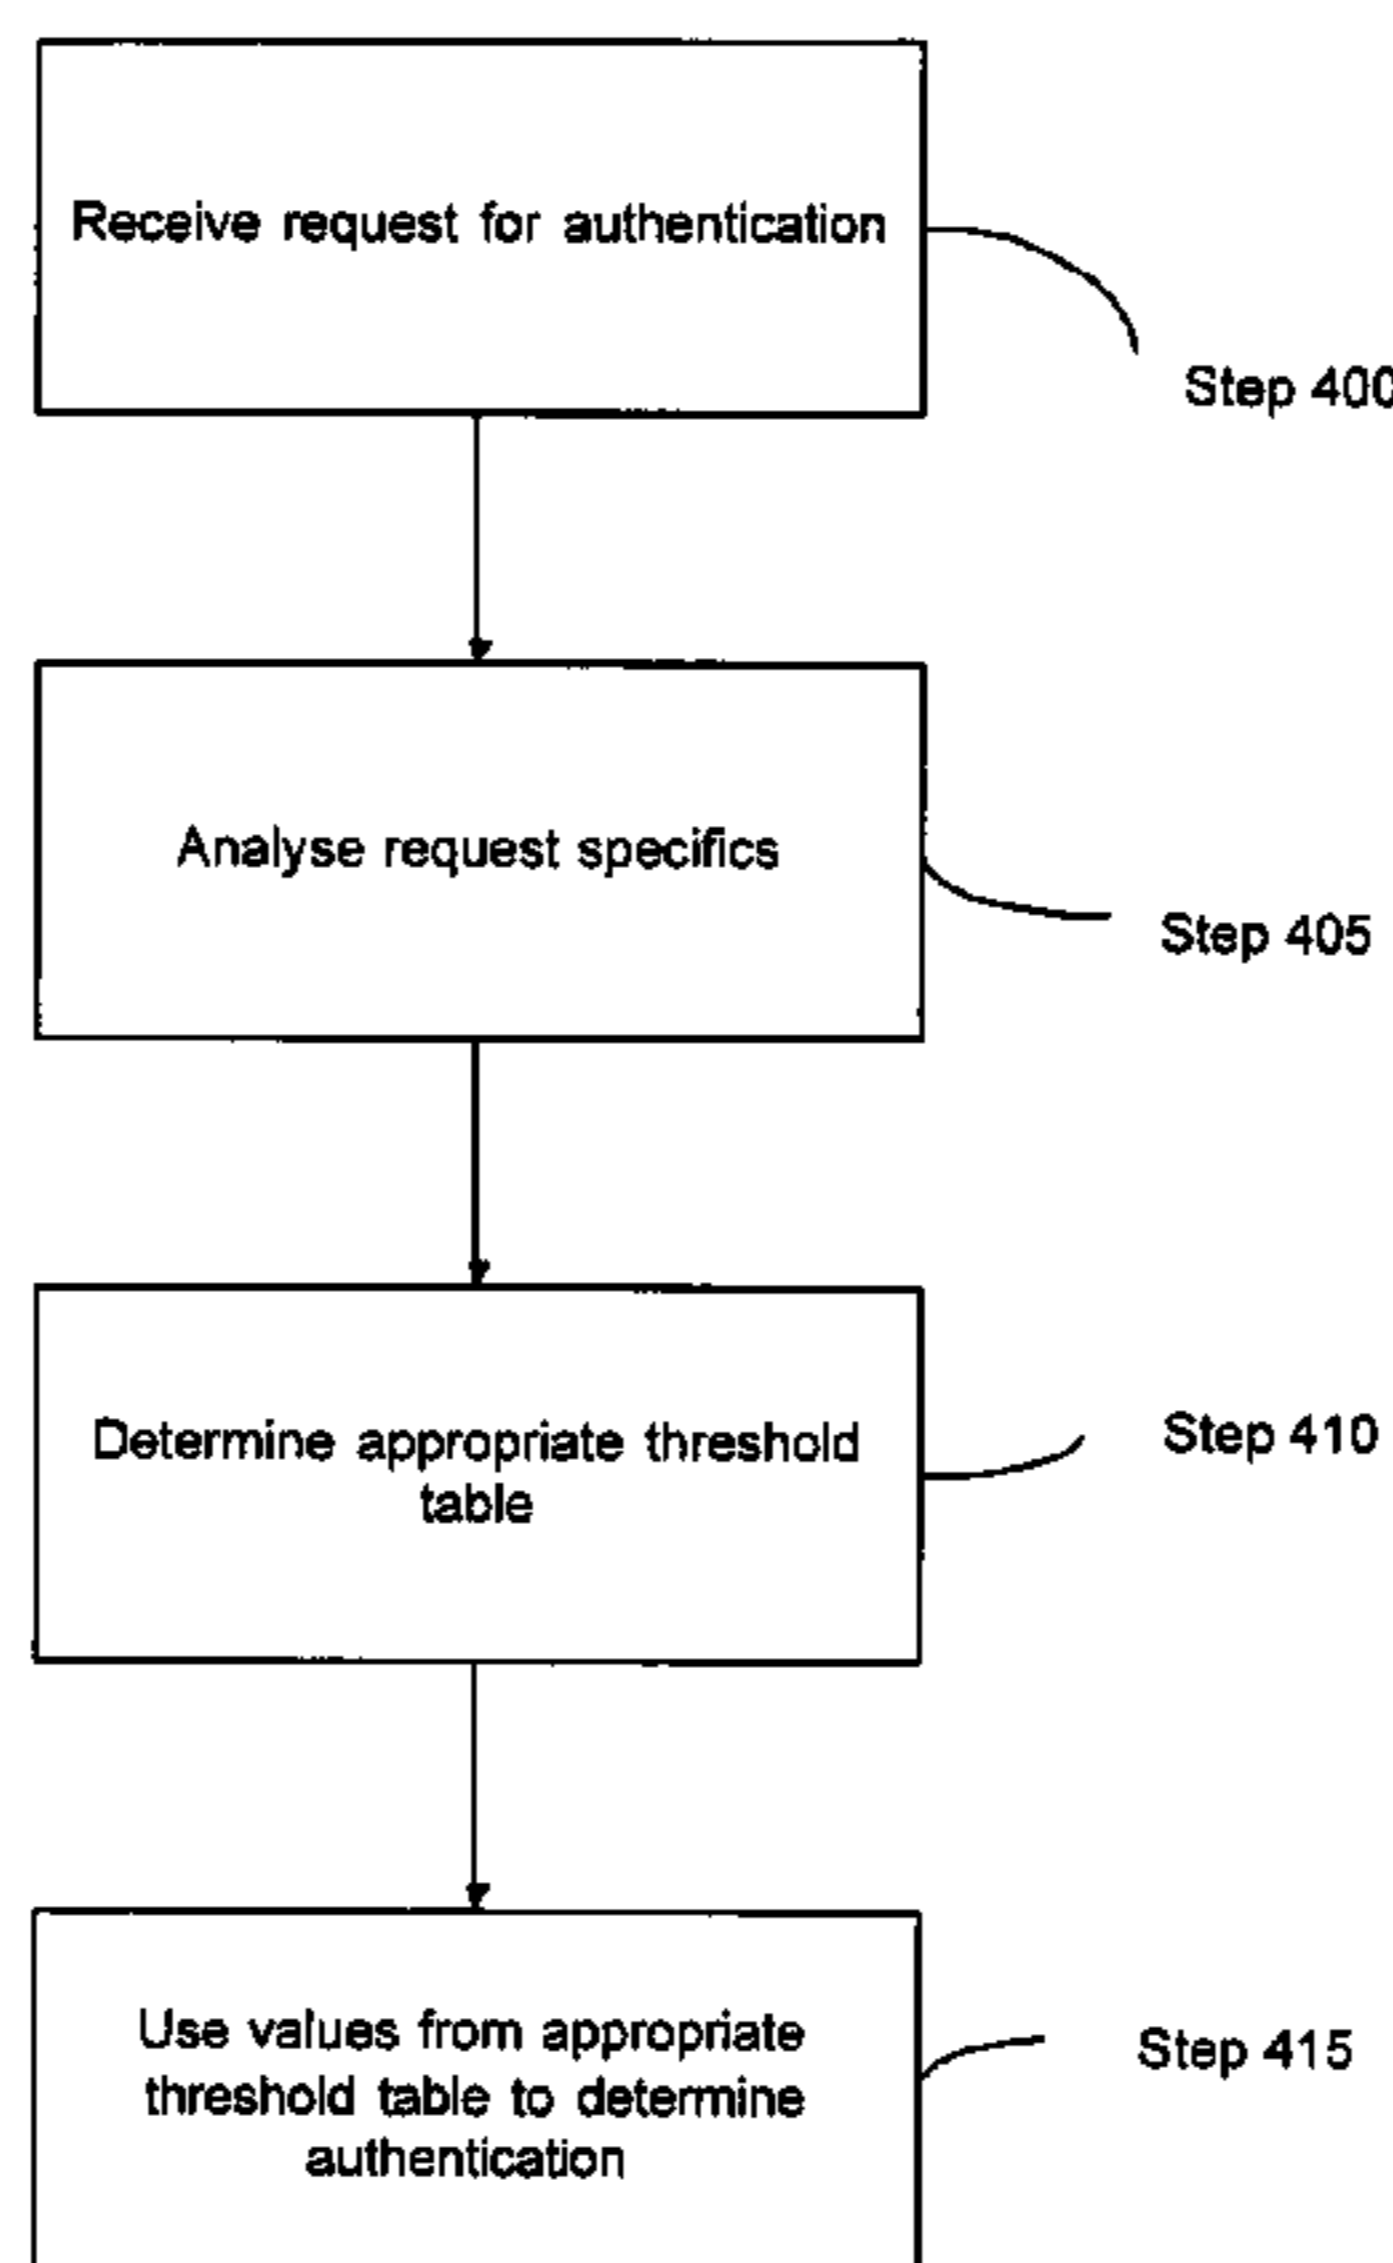 Receive request for authentication
Step 400
Analyse request specifics
Step 405
Determine appropriate threshold
table
Step 410
Use values from appropriate
threshold table to determine
authentication
Step 415